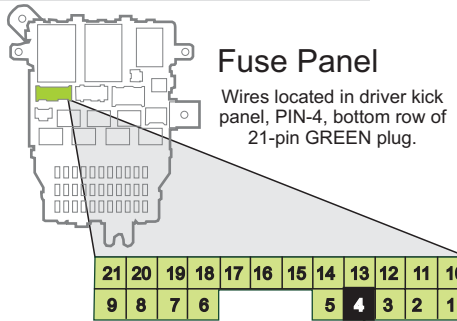 Fuse Panel
Wires located in driver kick
panel, PIN-4, bottom row of
21-pin GREEN plug.
21 20 19 18 17 16 15 14 13 12 11 10
9 8 7 6 5 4 3 2 1